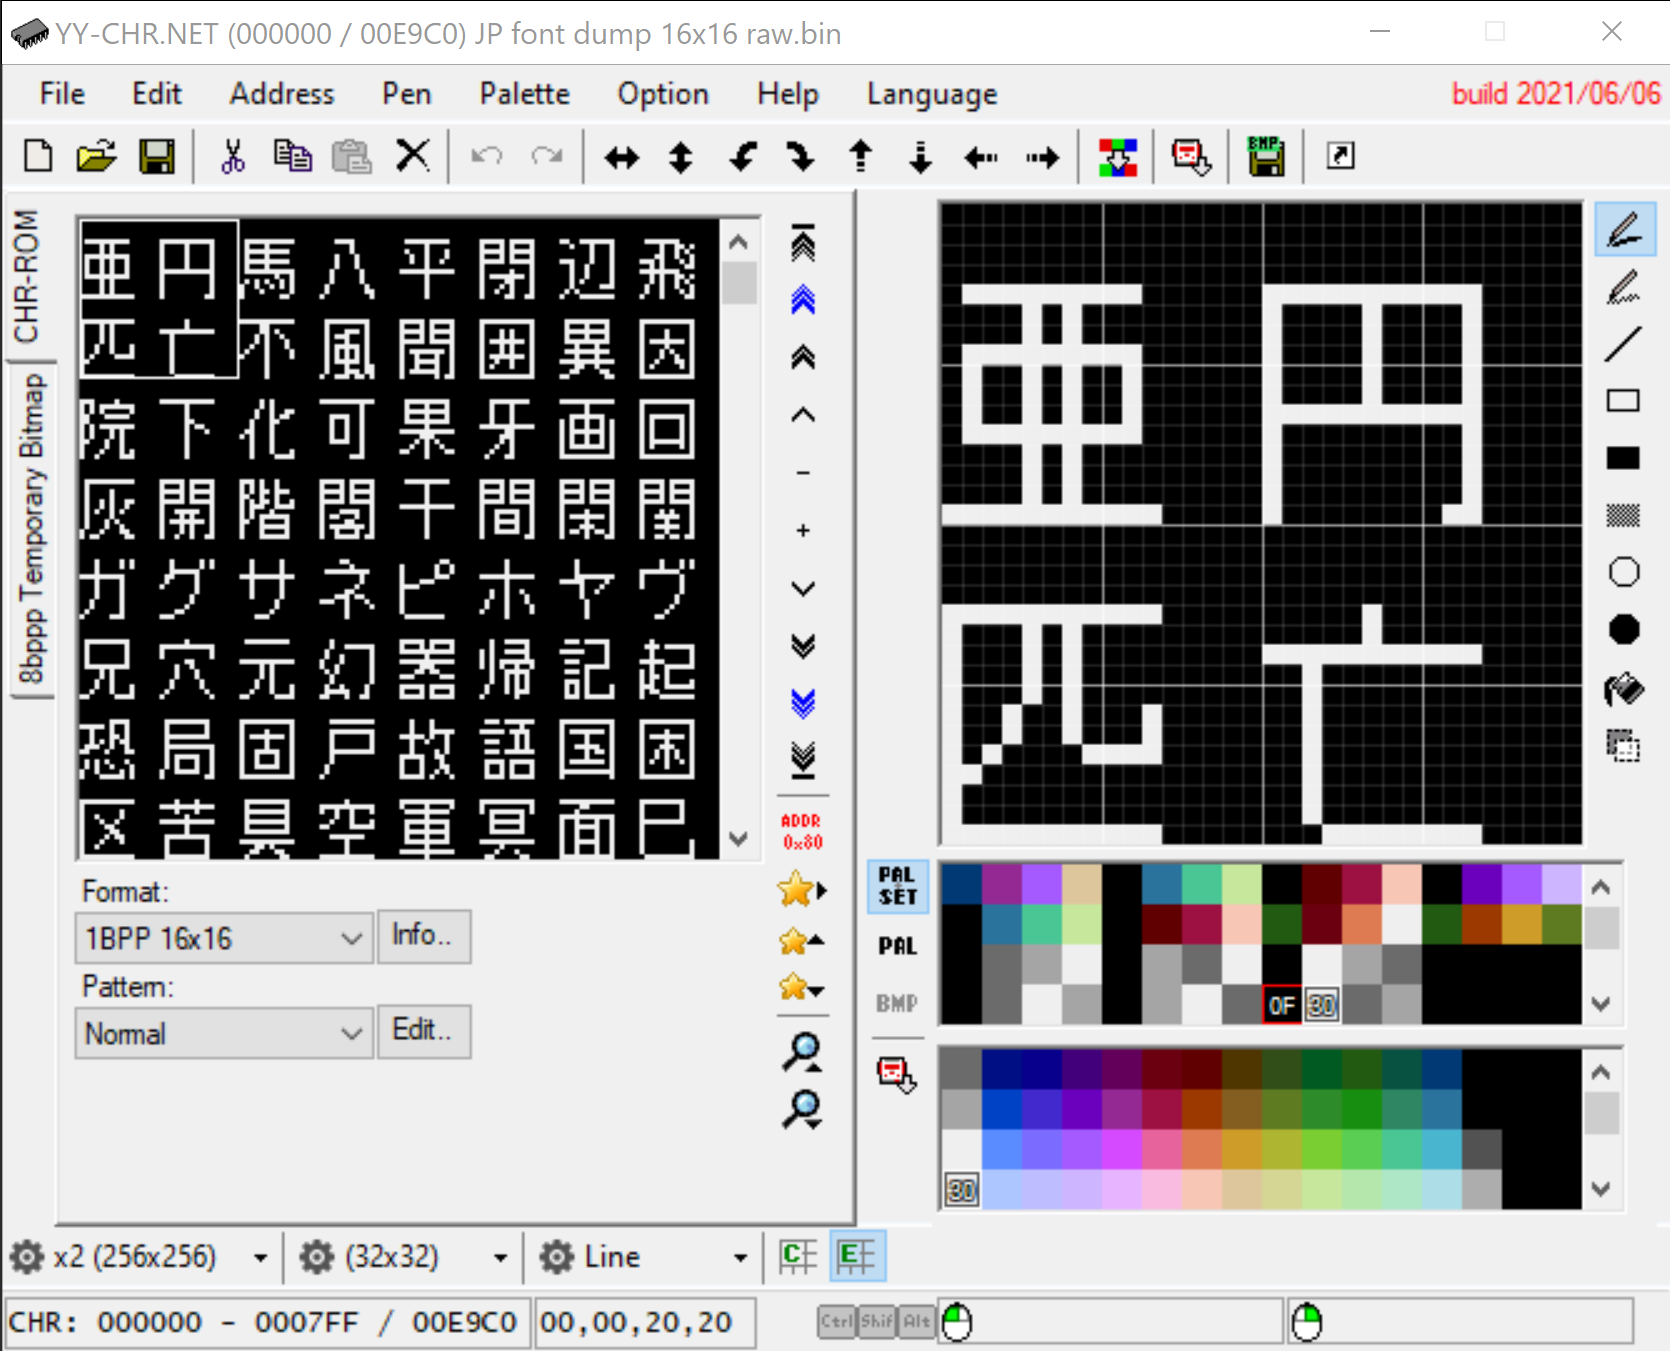 YY-CHR.NET (000000 / 00E9C0) JP font dump 16x16 raw.bin
File Edit Address Pen Palette Option Help Language build 2021/06/06
BMP
CHR-ROM
8bppp Temporary Bitmap
亜 円 馬 八 平 閉 辺 飛
匹 亡 不 風 聞 囲 異 因
院 下 化 可 果 牙 画 回
灰 開 階 閣 干 間 閑 関
ガ グ サ ネ ピ ホ ヤ ヴ
兄 穴 元 幻 器 帰 記 起
恐 局 固 戸 故 語 国 困
区 苦 具 空 軍 冥 面 巳
亜 円
匹 亡
ADDR
0x80
Format:
1BPP 16x16 Info..
Pattern:
Normal Edit..
PAL SET
PAL
BMP
0F 30
30
x2 (256x256) (32x32) Line C E
CHR: 000000 - 0007FF / 00E9C0 00,00,20,20 Ctrl Shif Alt